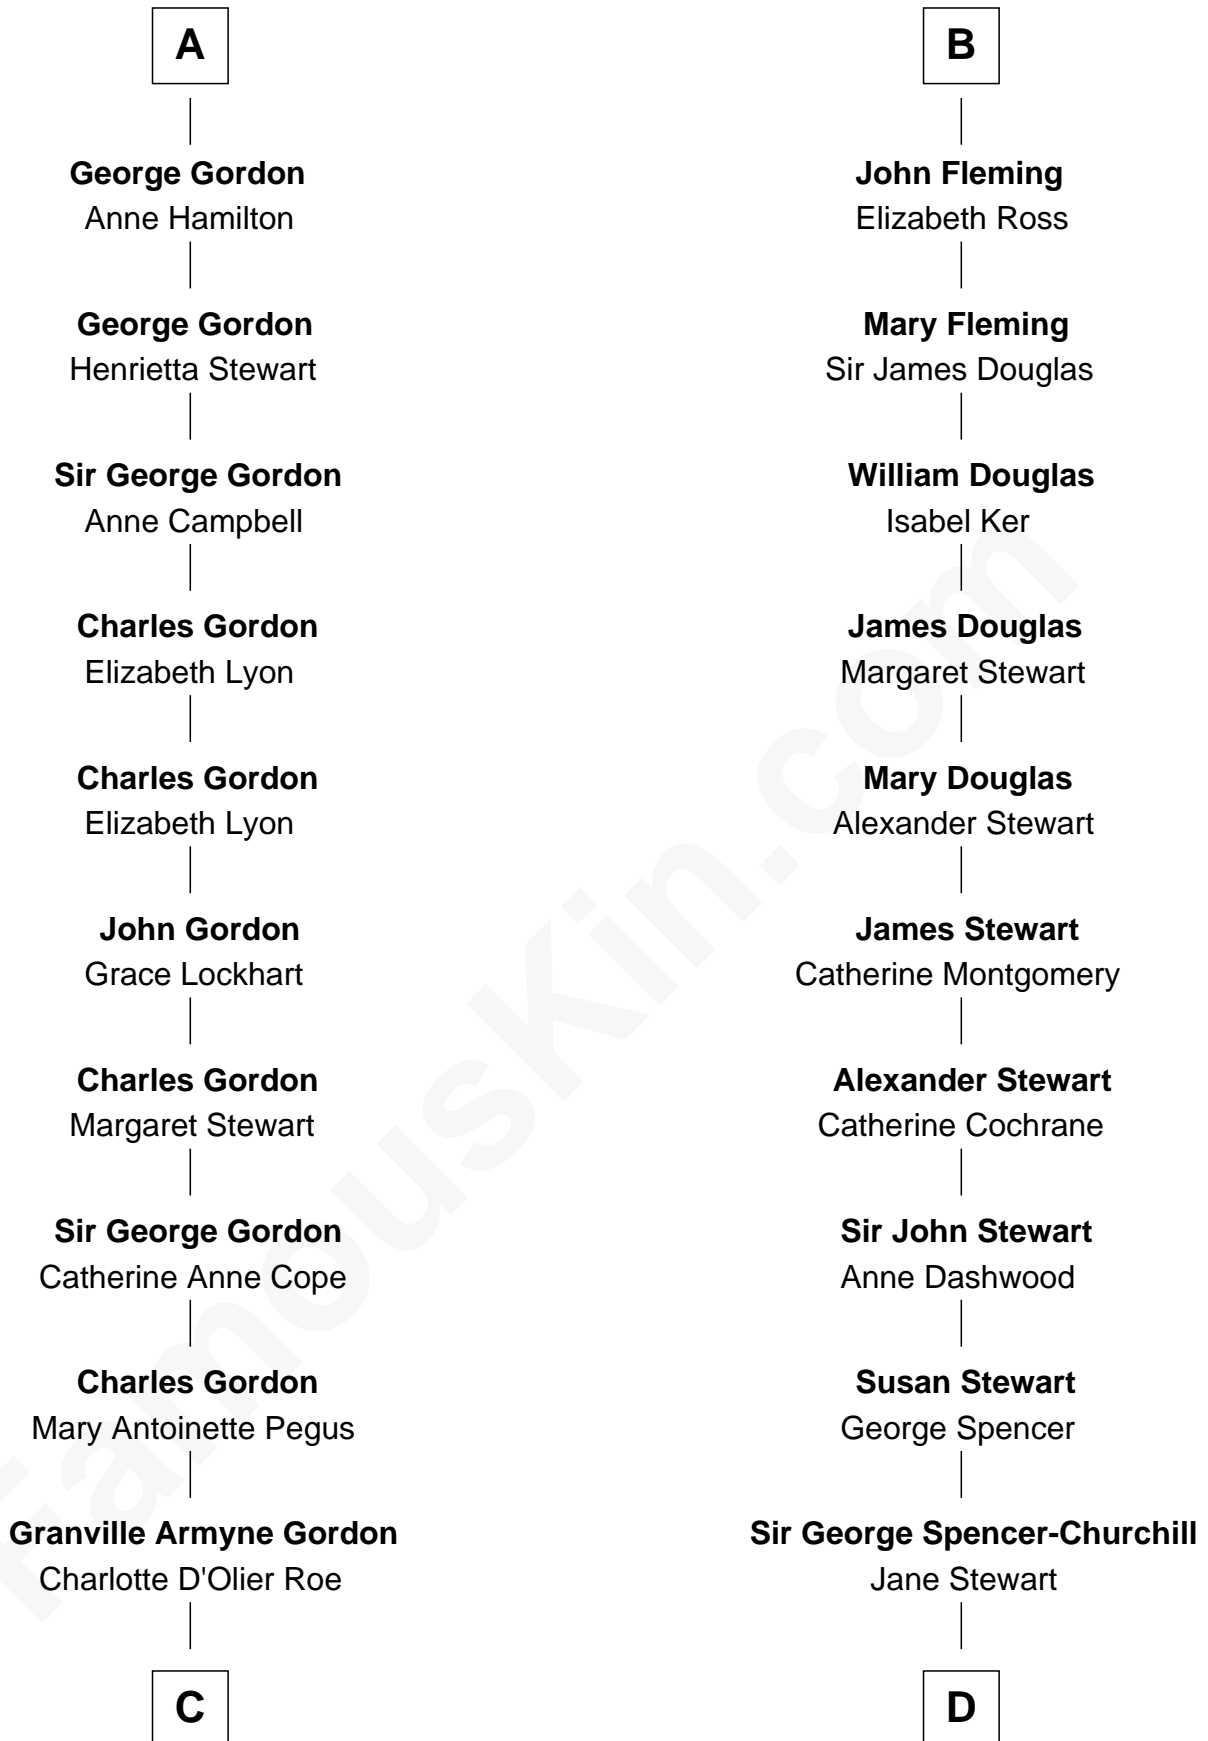 A
B
George Gordon
Anne Hamilton
John Fleming
Elizabeth Ross
George Gordon
Henrietta Stewart
Mary Fleming
Sir James Douglas
Sir George Gordon
Anne Campbell
William Douglas
Isabel Ker
Charles Gordon
Elizabeth Lyon
James Douglas
Margaret Stewart
Charles Gordon
Elizabeth Lyon
Mary Douglas
Alexander Stewart
John Gordon
Grace Lockhart
James Stewart
Catherine Montgomery
Charles Gordon
Margaret Stewart
Alexander Stewart
Catherine Cochrane
Sir George Gordon
Catherine Anne Cope
Sir John Stewart
Anne Dashwood
Charles Gordon
Mary Antoinette Pegus
Susan Stewart
George Spencer
Granville Armyne Gordon
Charlotte D'Olier Roe
Sir George Spencer-Churchill
Jane Stewart
C
D
FamousKin.com